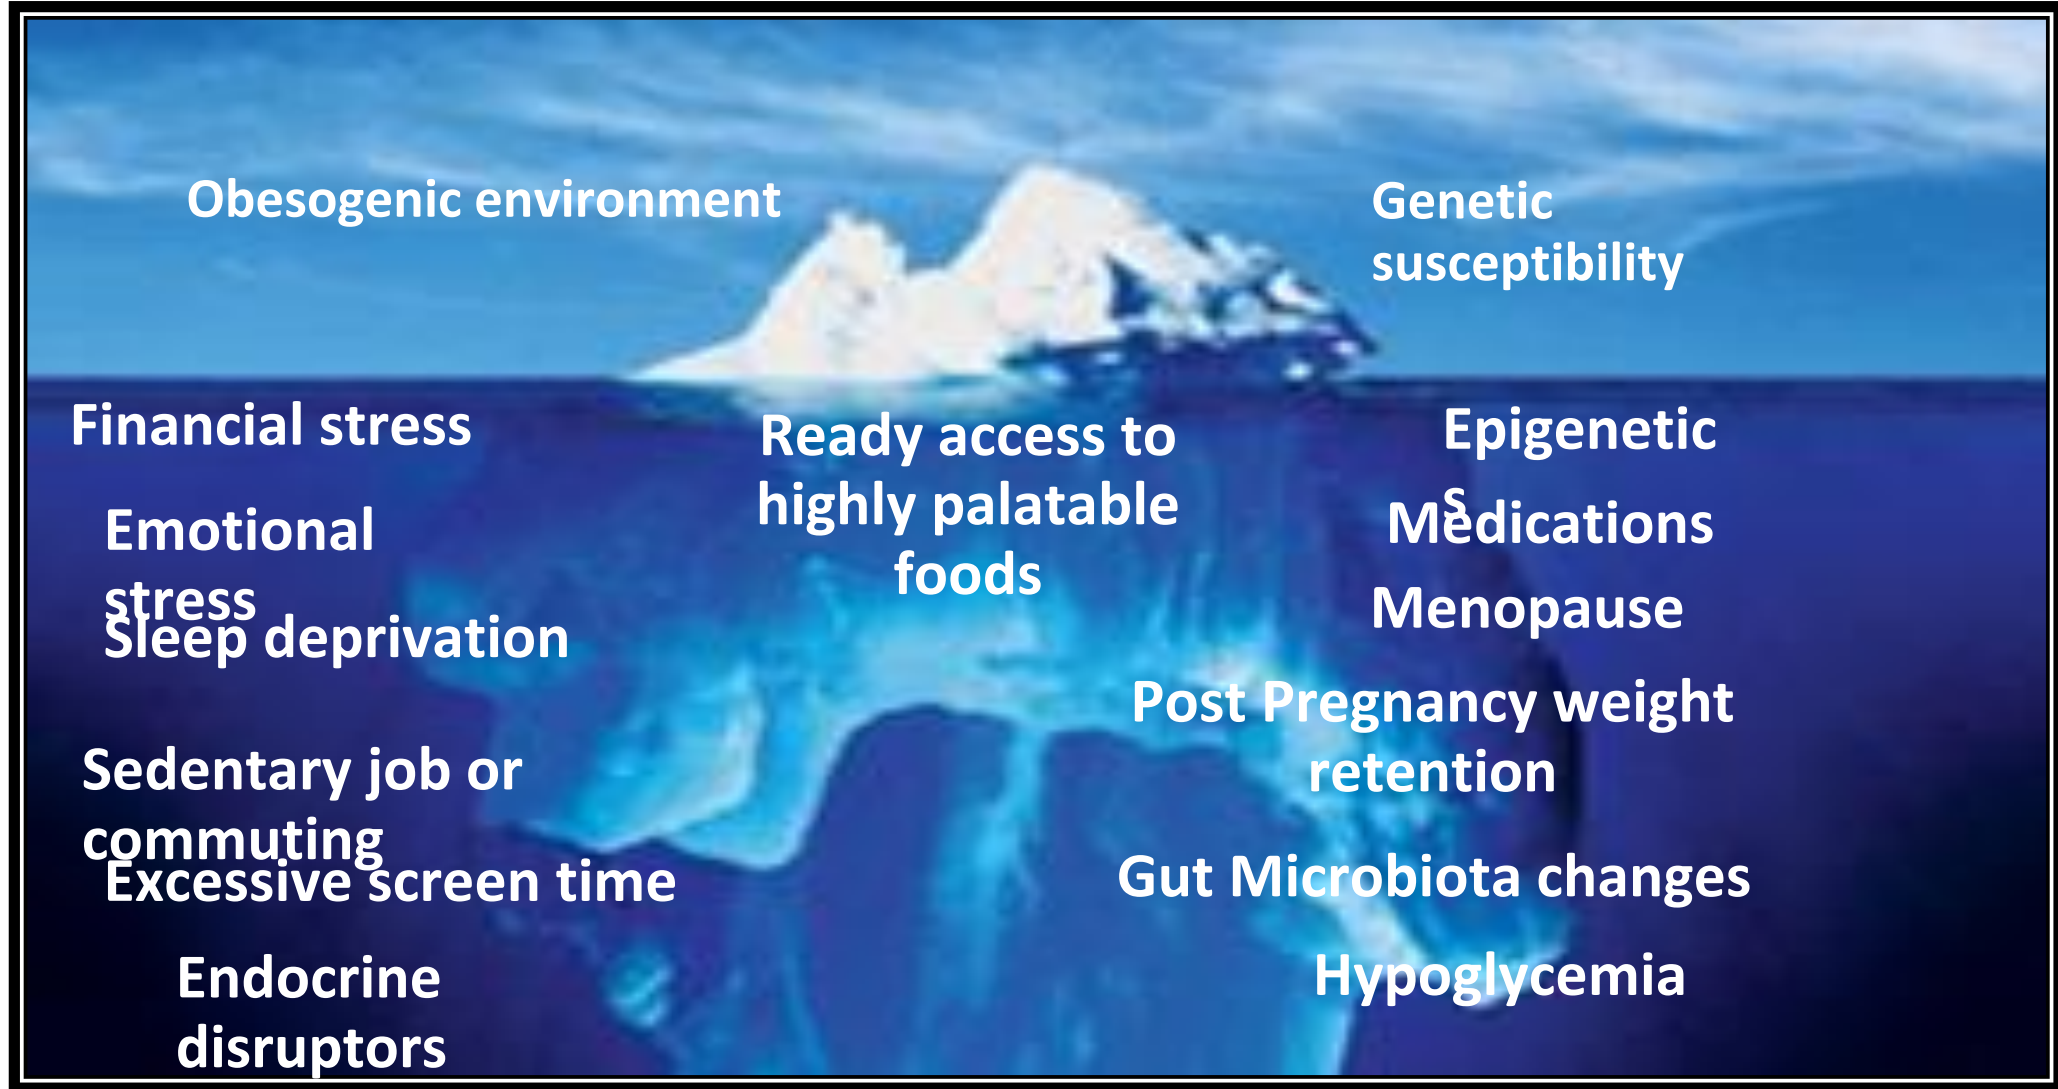 Obesogenic environment
Genetic
susceptibility
Financial stress
Emotional
stress
Sleep deprivation
Sedentary job or
commuting
Excessive screen time
Endocrine
disruptors
Ready access to
highly palatable
foods
Epigenetic
s
Medications
Menopause
Post Pregnancy weight
retention
Gut Microbiota changes
Hypoglycemia